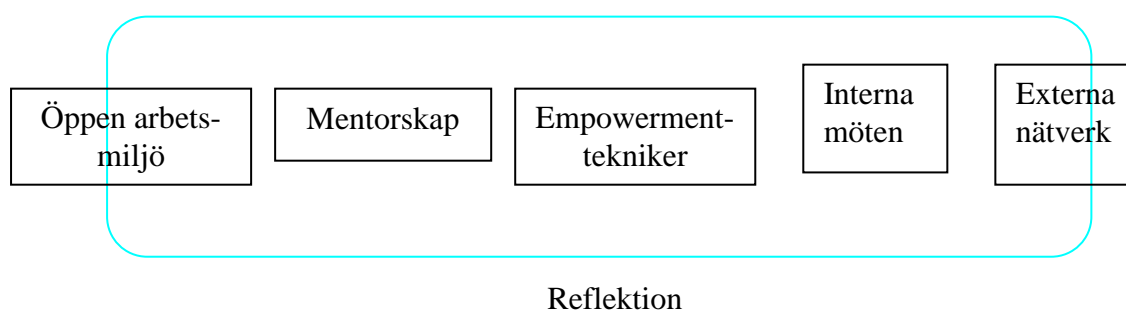 Öppen arbets-
miljö
Mentorskap
Empowerment-
tekniker
Interna
möten
Externa
nätverk
Reflektion